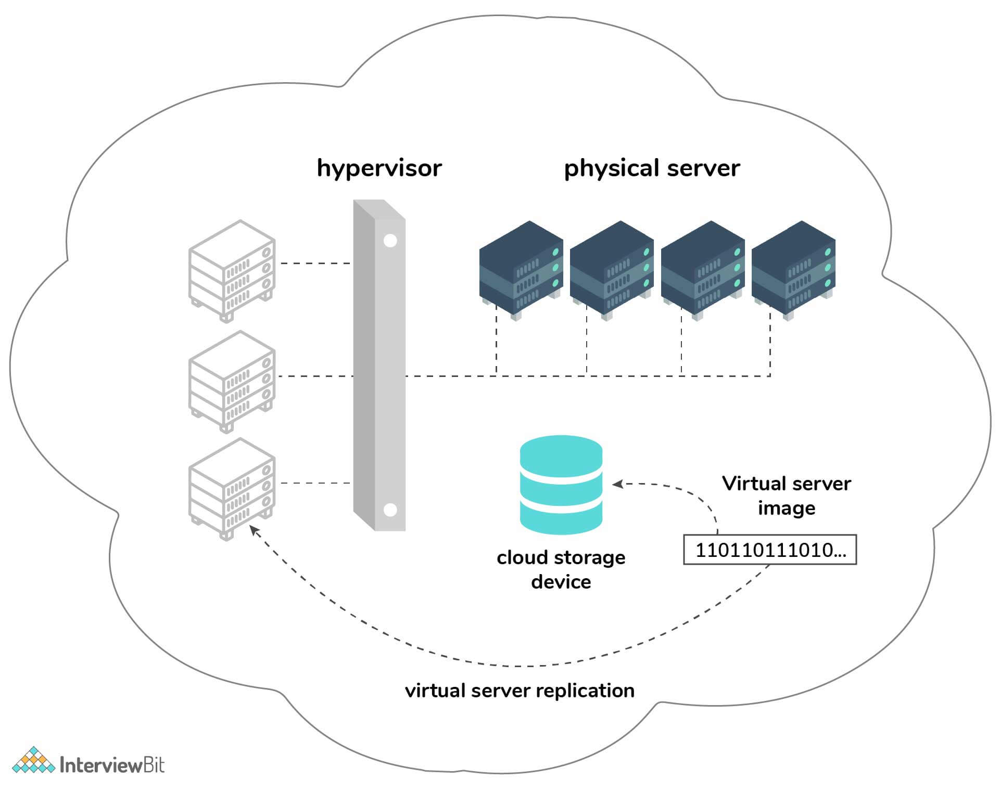 hypervisor
physical server
Virtual server
image
110110111010...
cloud storage
device
virtual server replication
InterviewBit